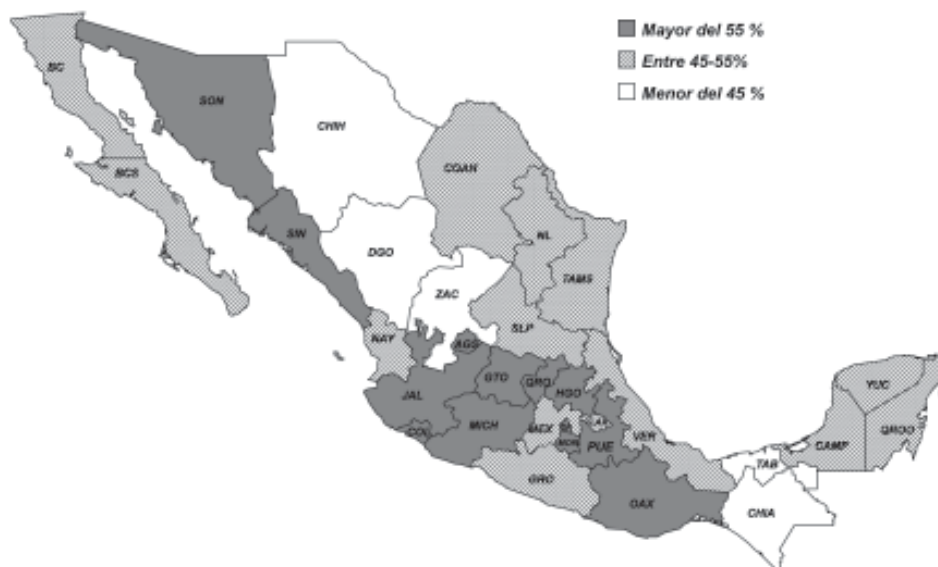 Mayor del 55 %
Entre 45-55%
Menor del 45 %
BC
SON
CHIH
COAH
BCS
SIN
DGO
NL
TAMS
ZAC
SLP
NAY
AGS
GTO
QRO
HGO
JAL
COL
MICH
MEX
MOR
PUE
VER
YUC
QROO
CAMP
TAB
GRO
OAX
CHIA